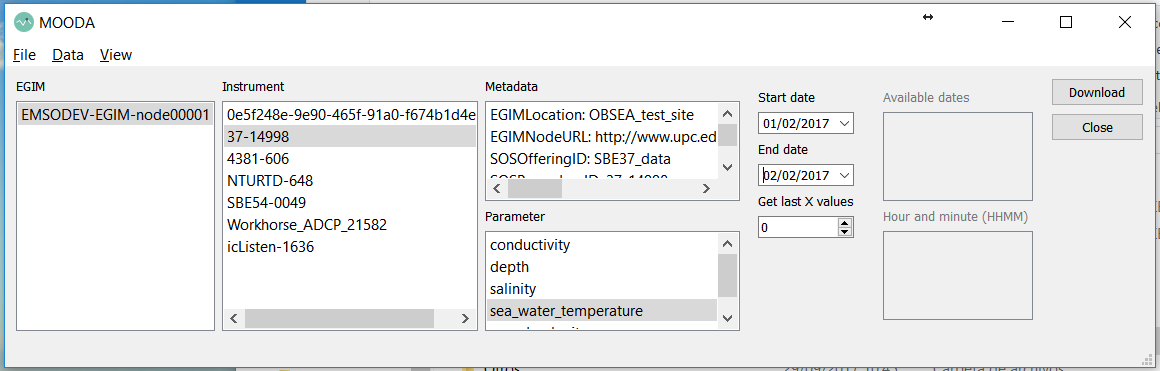 MOODA
File Data View
EGIM
EMSODEV-EGIM-node00001
Instrument
0e5f248e-9e90-465f-91a0-f674b1d4e
37-14998
4381-606
NTURTD-648
SBE54-0049
Workhorse_ADCP_21582
icListen-1636
Metadata
EGIMLocation: OBSEA_test_site
EGIMNodeURL: http://www.upc.ed
SOSOfferingID: SBE37_data
Parameter
conductivity
depth
salinity
sea_water_temperature
Start date
01/02/2017
End date
02/02/2017
Get last X values
0
Available dates
Hour and minute (HHMM)
Download
Close